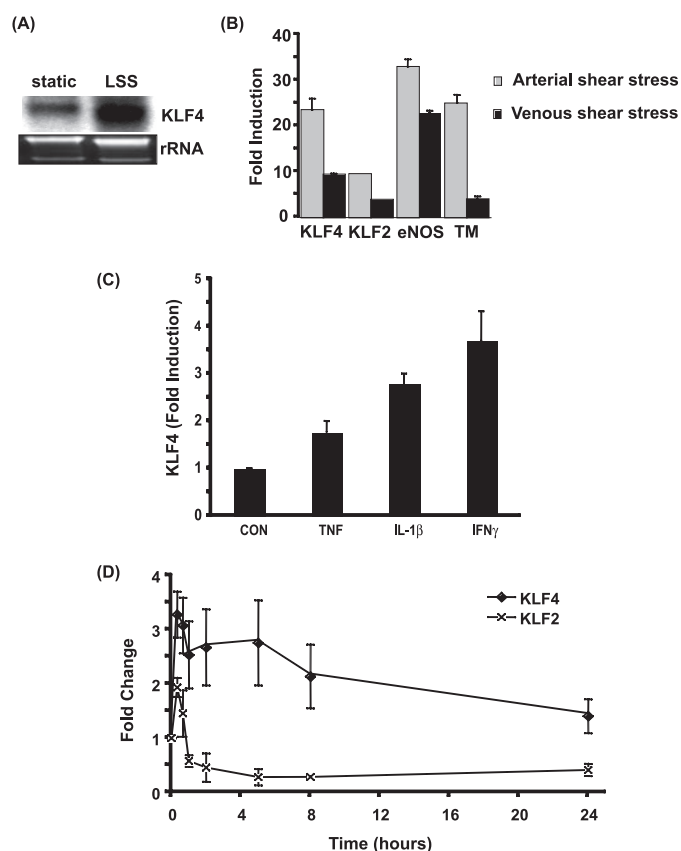 (A)
static LSS
KLF4
rRNA
(B)
Fold Induction
40
30
20
10
0
KLF4 KLF2 eNOS TM
Arterial shear stress
Venous shear stress
(C)
KLF4 (Fold Induction)
5
4
3
2
1
0
CON TNF IL-1β IFNγ
(D)
Fold Change
4
3
2
1
0
0 4 8 12 16 20 24
Time (hours)
KLF4
KLF2